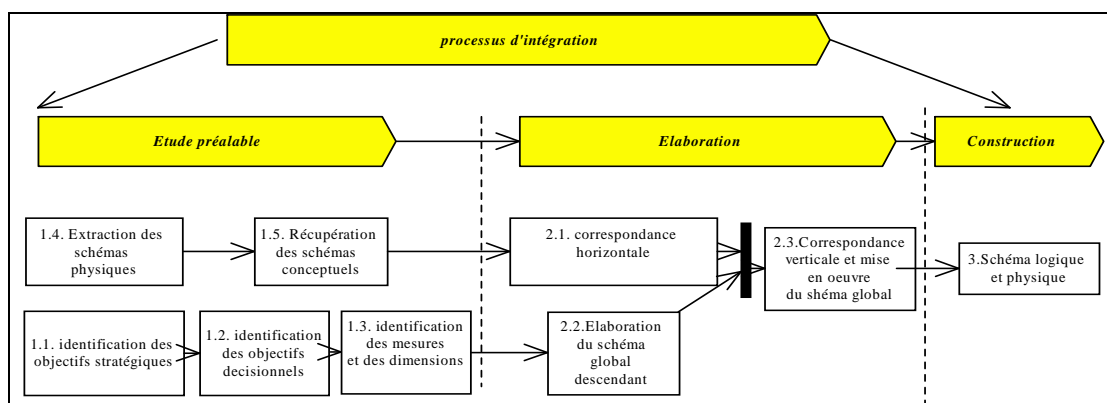 processus d'intégration
Etude préalable
Elaboration
Construction
1.4. Extraction des
schémas
physiques
1.5. Récupération
des schémas
conceptuels
2.1. correspondance
horizontale
2.3.Correspondance
verticale et mise
en oeuvre
du shéma global
3.Schéma logique
et physique
1.1. identification des
objectifs stratégiques
1.2. identification
des objectifs
decisionnels
1.3. identification
des mesures
et des dimensions
2.2.Elaboration
du schéma
global
descendant